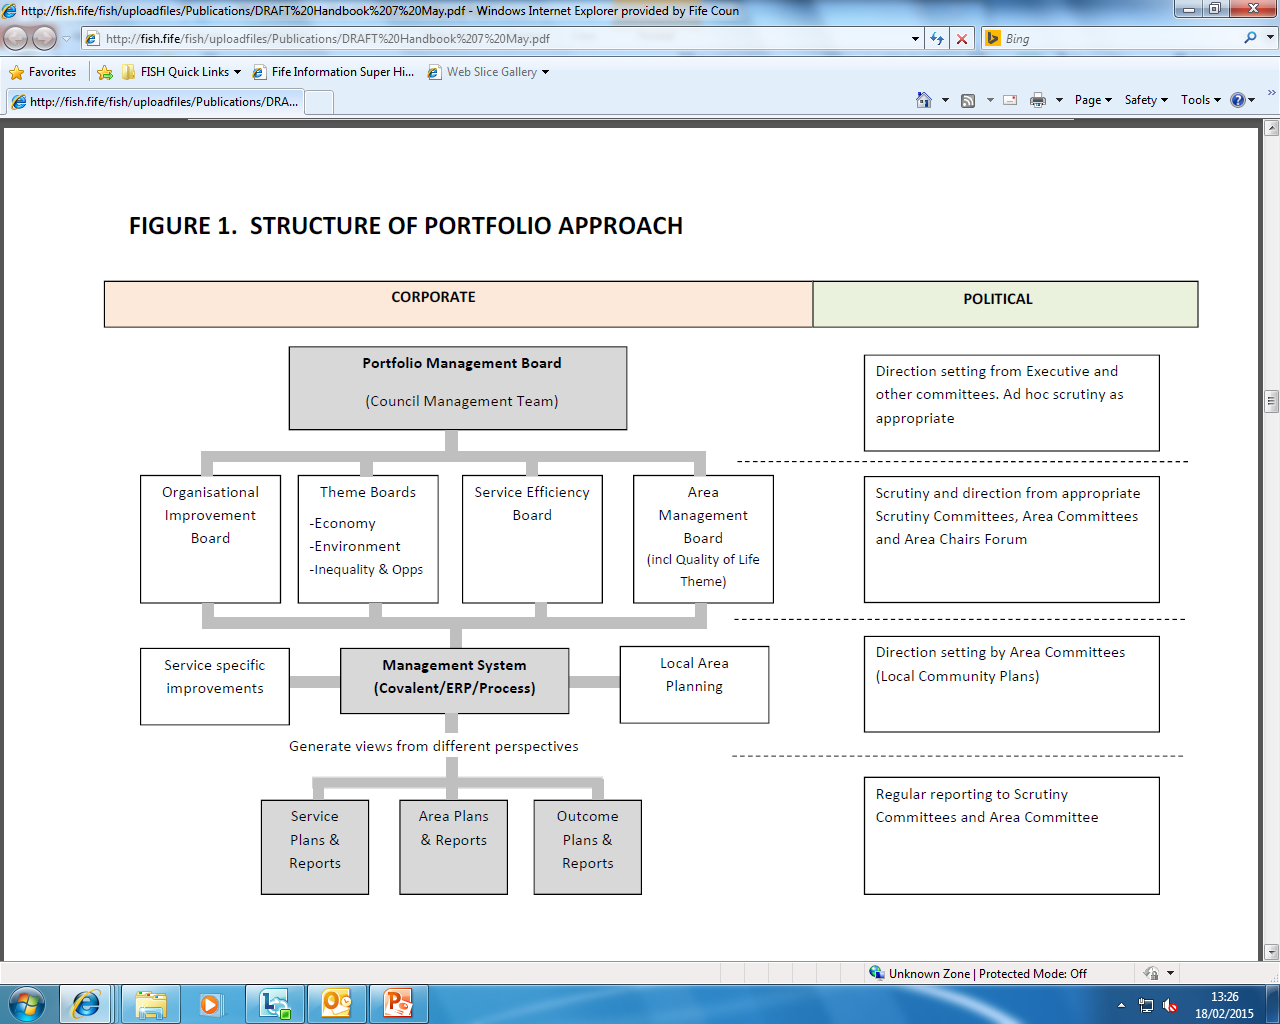 http://fish.fife/fish/uploadfiles/Publications/DRAFT%20Handbook%207%20May.pdf - Windows Internet Explorer provided by Fife Coun
http://fish.fife/fish/uploadfiles/Publications/DRAFT%20Handbook%207%20May.pdf
Bing
Favorites
FISH Quick Links
Fife Information Super Hi...
Web Slice Gallery
http://fish.fife/fish/uploadfiles/Publications/DRA...
Page
Safety
Tools
FIGURE 1. STRUCTURE OF PORTFOLIO APPROACH
CORPORATE
POLITICAL
Portfolio Management Board
(Council Management Team)
Direction setting from Executive and
other committees. Ad hoc scrutiny as
appropriate
Organisational
Improvement
Board
Theme Boards
-Economy
-Environment
-Inequality & Opps
Service Efficiency
Board
Area
Management
Board
(incl Quality of Life
Theme)
Scrutiny and direction from appropriate
Scrutiny Committees, Area Committees
and Area Chairs Forum
Service specific
improvements
Management System
(Covalent/ERP/Process)
Local Area
Planning
Direction setting by Area Committees
(Local Community Plans)
Generate views from different perspectives
Service
Plans &
Reports
Area Plans
& Reports
Outcome
Plans &
Reports
Regular reporting to Scrutiny
Committees and Area Committee
Unknown Zone | Protected Mode: Off
13:26
18/02/2015